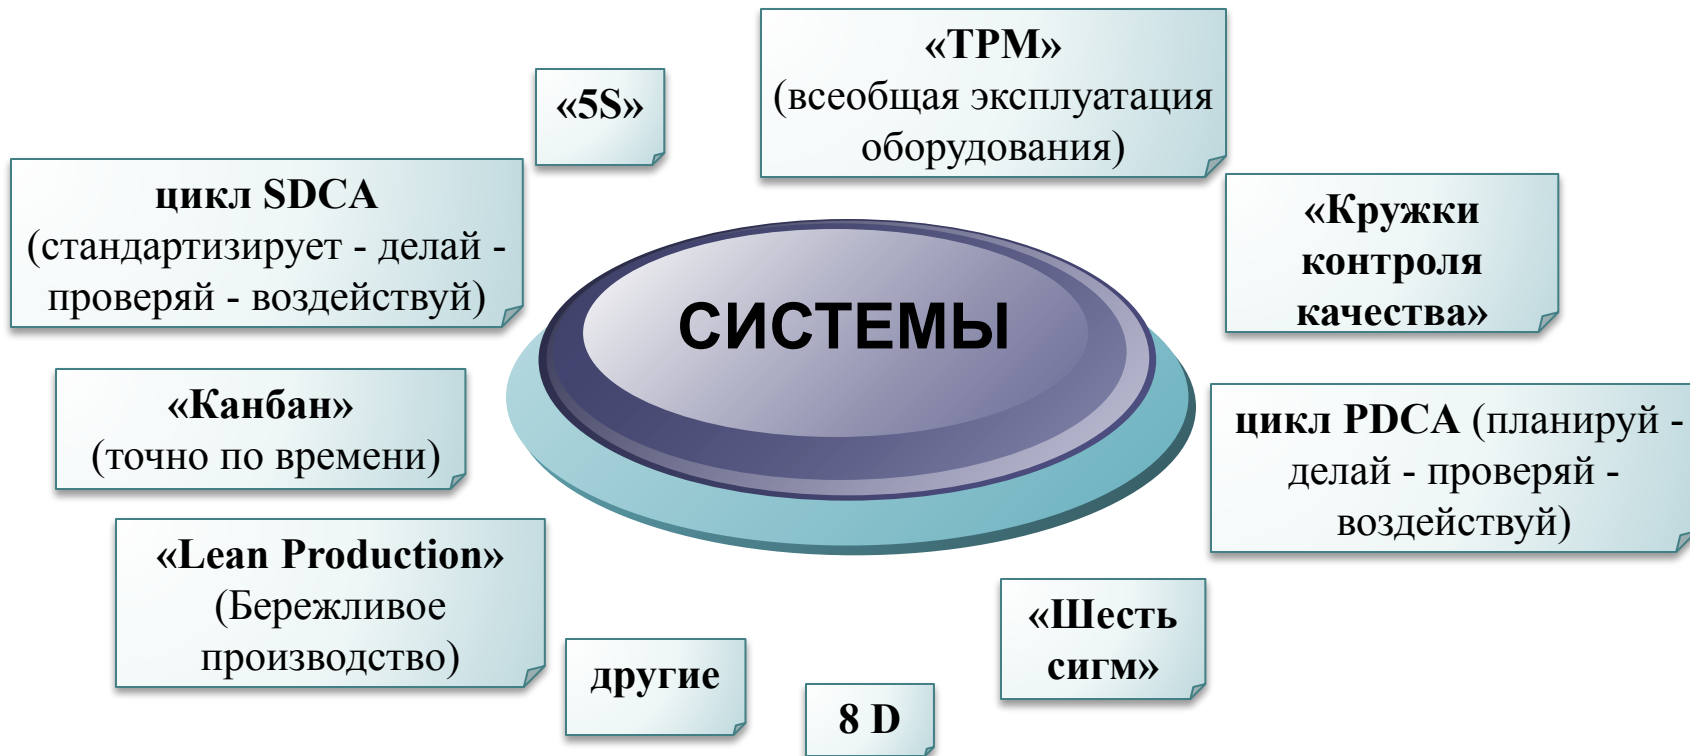 «TPM»
(всеобщая эксплуатация
оборудования)
«5S»
цикл SDCA
(стандартизирует - делай -
проверяй - воздействуй)
«Кружки
контроля
качества»
СИСТЕМЫ
«Канбан»
(точно по времени)
цикл PDCA (планируй -
делай - проверяй -
воздействуй)
«Lean Production»
(Бережливое
производство)
«Шесть
сигм»
другие
8 D